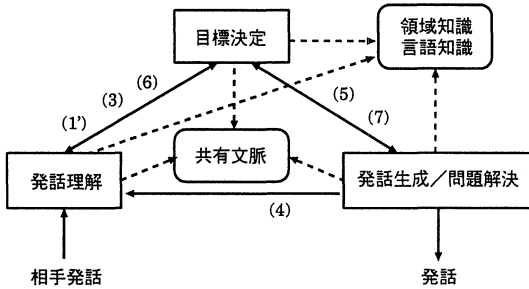 目標決定
領域知識
言語知識
(6)
(3)
(1')
(5)
(7)
共有文脈
発話理解
発話生成／問題解決
(4)
相手発話
発話